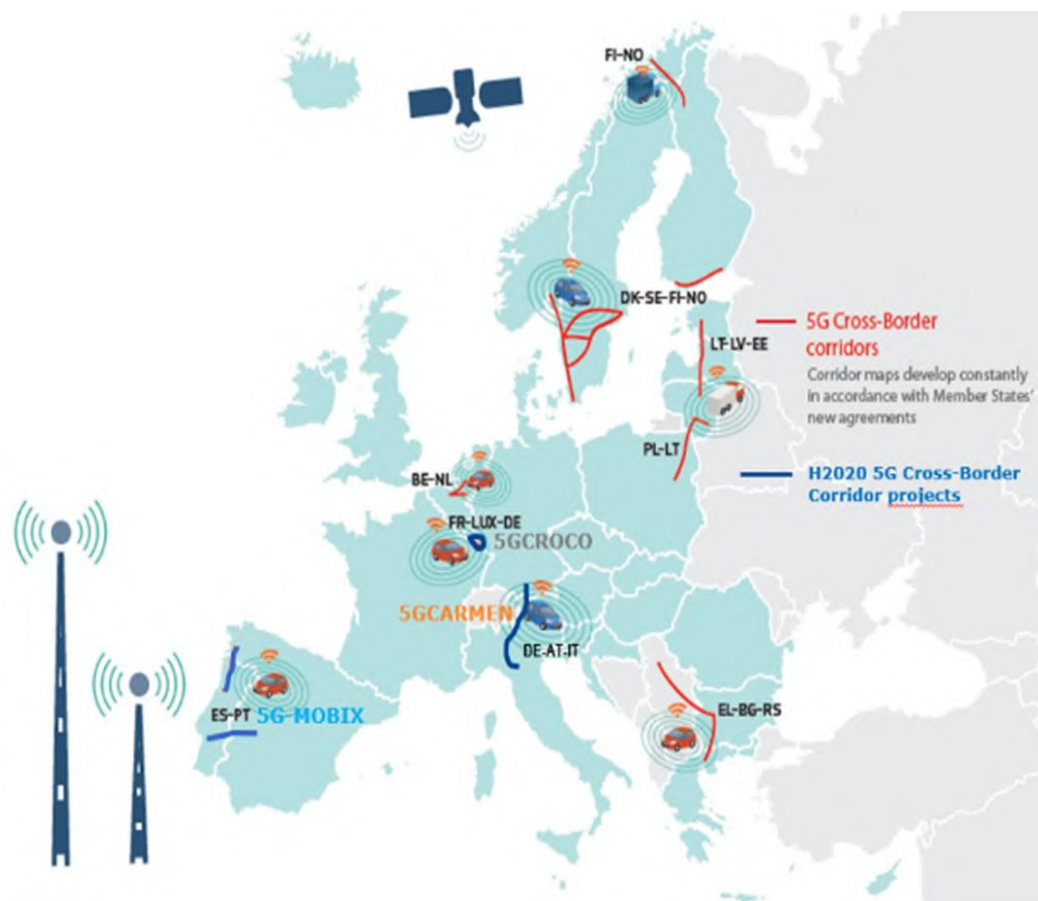 FI-NO
DK-SE-FI-NO
5G Cross-Border
corridors
Corridor maps develop constantly
in accordance with Member States'
new agreements
LT-LV-EE
PL-LT
H2020 5G Cross-Border
Corridor projects
BE-NL
FR-LUX-DE
5GCROCO
5GCARMEN
DE-AT-IT
ES-PT 5G-MOBIX
EL-BG-RS